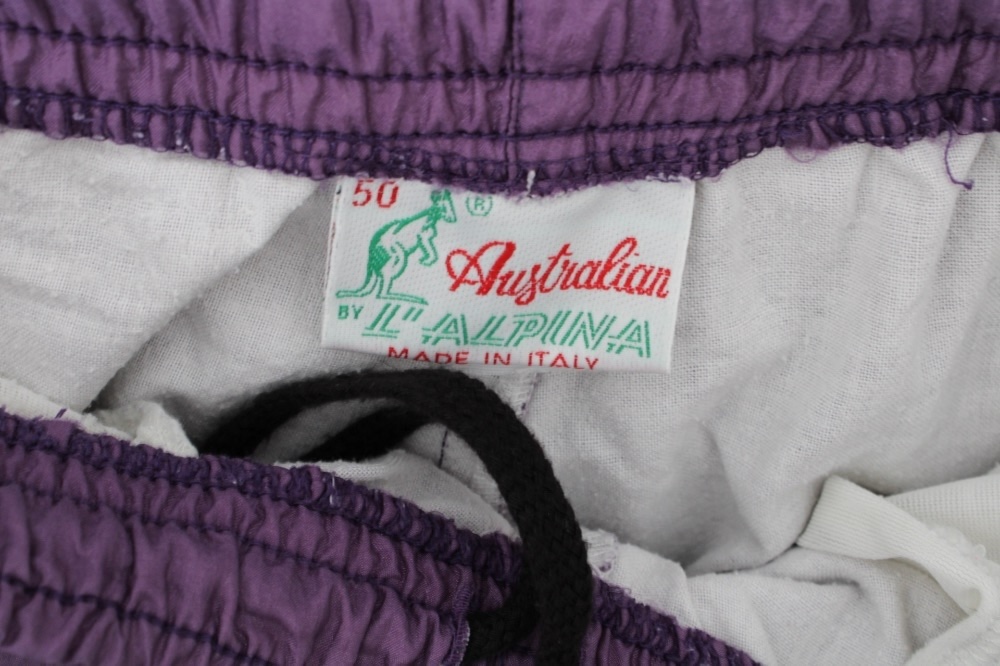 50
®
Australian
BY L'ALPINA
MADE IN ITALY